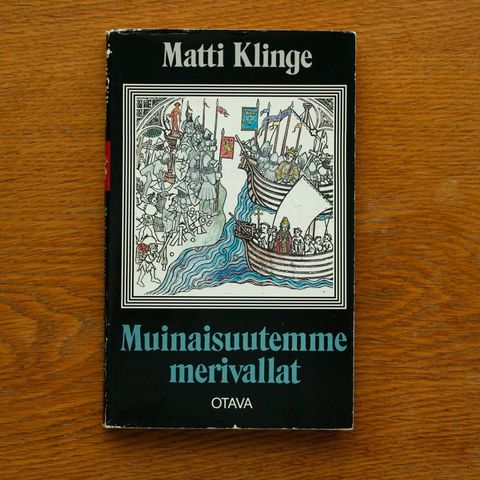 Matti Klinge
Muinaisuutemme
merivallat
OTAVA